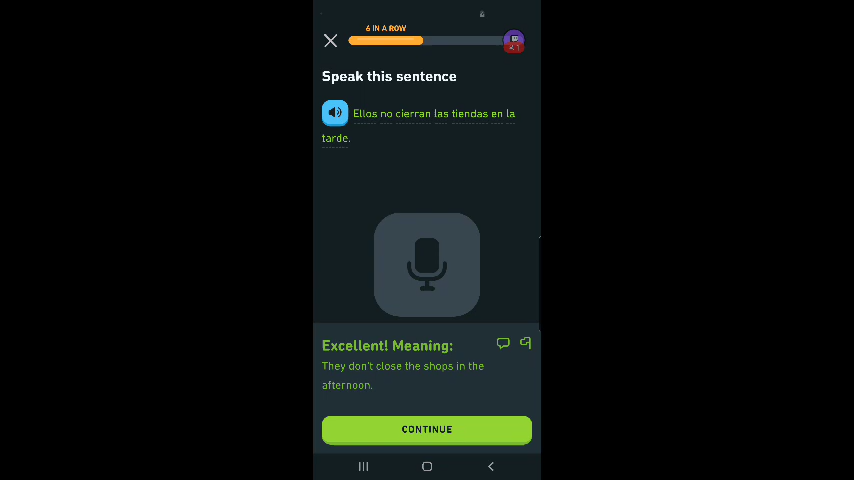 6 IN A ROW
Speak this sentence
Ellos no cierran las tiendas en la
tarde.
Excellent! Meaning:
They don't close the shops in the
afternoon.
CONTINUE